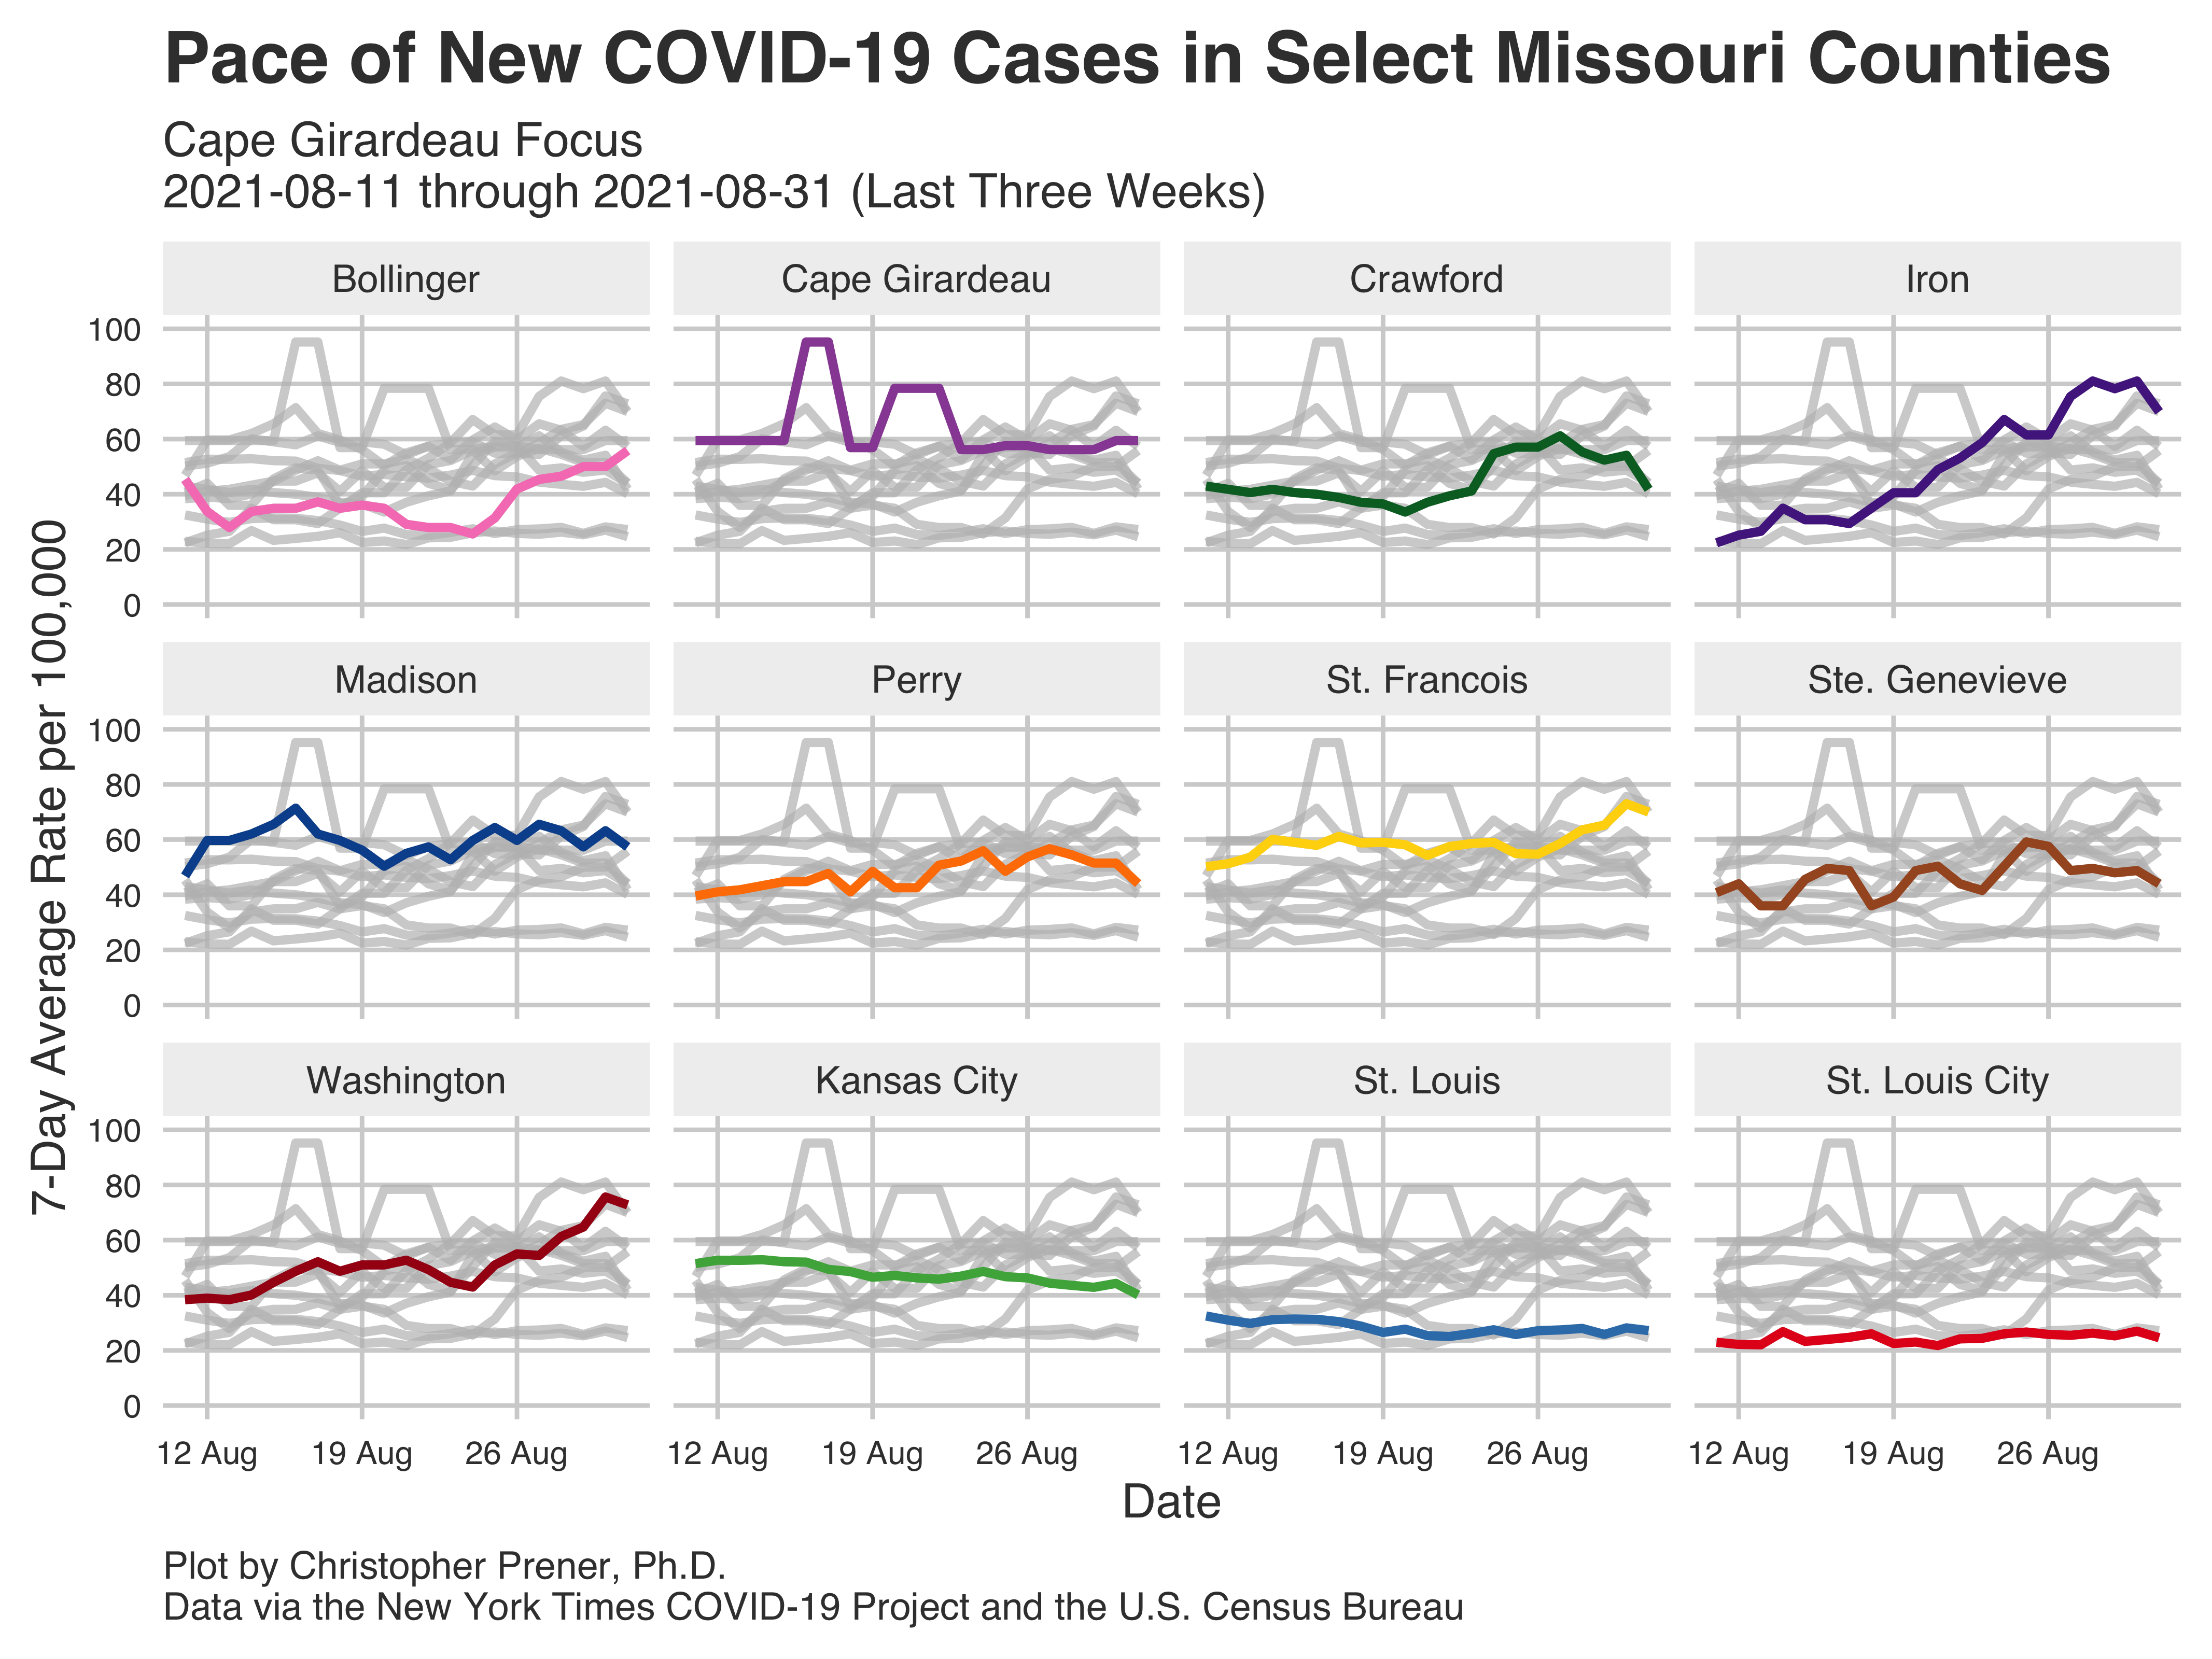 Pace of New COVID-19 Cases in Select Missouri Counties
Cape Girardeau Focus
2021-08-11 through 2021-08-31 (Last Three Weeks)
7-Day Average Rate per 100,000
Bollinger
Cape Girardeau
Crawford
Iron
100
80
60
40
20
0
Madison
Perry
St. Francois
Ste. Genevieve
100
80
60
40
20
0
Washington
Kansas City
St. Louis
St. Louis City
100
80
60
40
20
0
12 Aug 19 Aug 26 Aug
12 Aug 19 Aug 26 Aug
12 Aug 19 Aug 26 Aug
12 Aug 19 Aug 26 Aug
Date
Plot by Christopher Prener, Ph.D.
Data via the New York Times COVID-19 Project and the U.S. Census Bureau